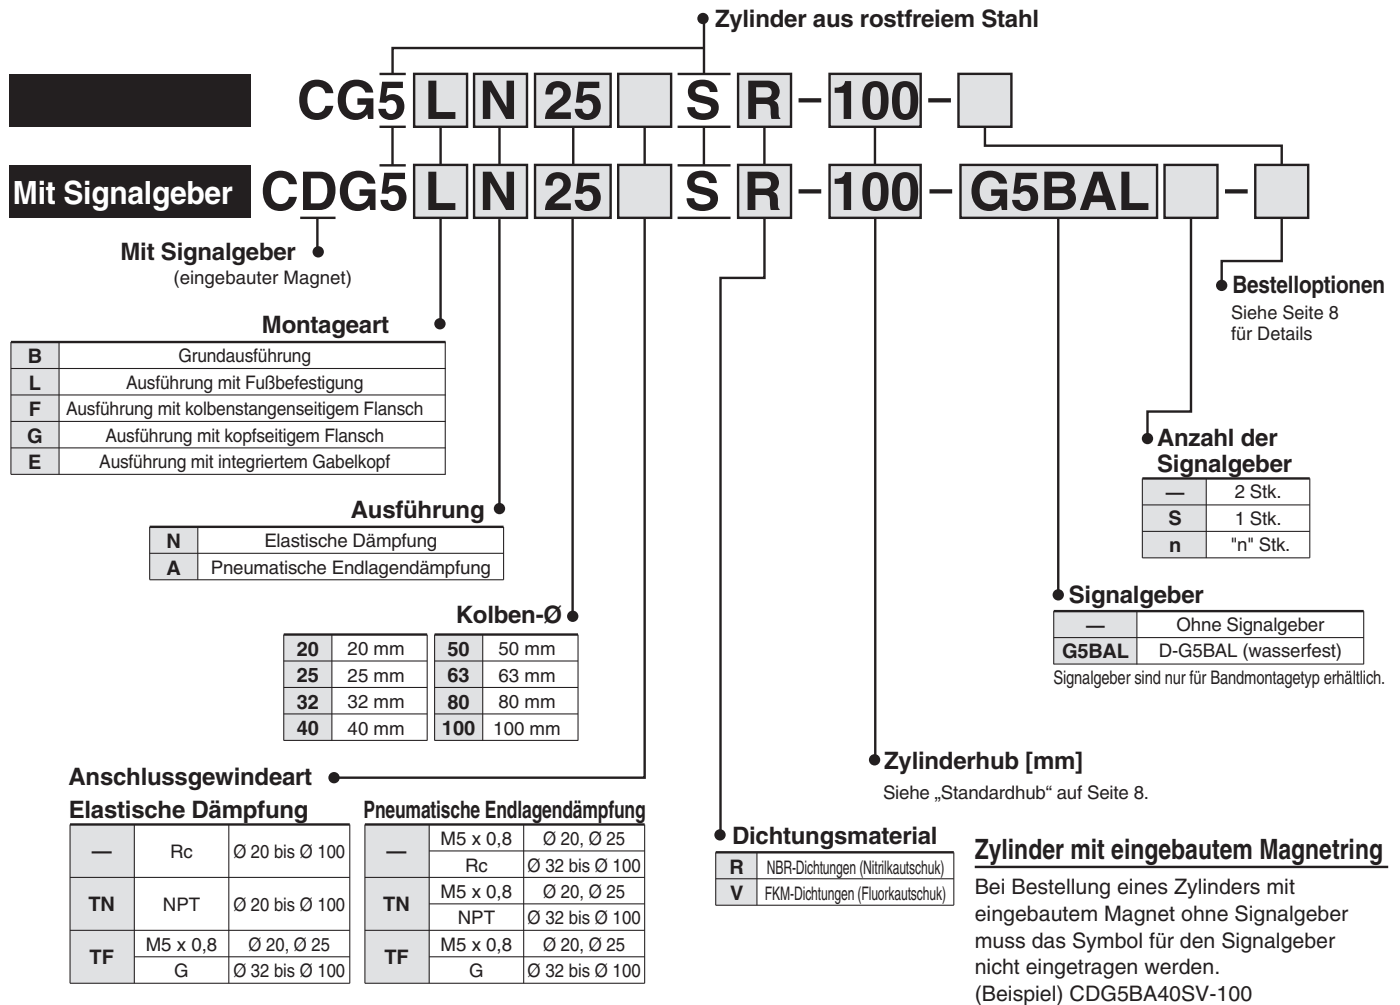 Zylinder aus rostfreiem Stahl
CG5 L N 25 S R – 100 –
Mit Signalgeber CDG5 L N 25 S R – 100 – G5BAL –
Mit Signalgeber
(eingebauter Magnet)
Bestelloptionen
Siehe Seite 8
für Details
Montageart
B Grundausführung
L Ausführung mit Fußbefestigung
F Ausführung mit kolbenstangenseitigem Flansch
G Ausführung mit kopfseitigem Flansch
E Ausführung mit integriertem Gabelkopf
Anzahl der
Signalgeber
— 2 Stk.
S 1 Stk.
n "n" Stk.
Ausführung
N Elastische Dämpfung
A Pneumatische Endlagendämpfung
Signalgeber
— Ohne Signalgeber
G5BAL D-G5BAL (wasserfest)
Signalgeber sind nur für Bandmontagetyp erhältlich.
Kolben-Ø
20 20 mm 50 50 mm
25 25 mm 63 63 mm
32 32 mm 80 80 mm
40 40 mm 100 100 mm
Zylinderhub [mm]
Siehe „Standardhub“ auf Seite 8.
Anschlussgewindeart
Elastische Dämpfung
— Rc Ø 20 bis Ø 100
TN NPT Ø 20 bis Ø 100
TF M5 x 0,8 Ø 20, Ø 25
G Ø 32 bis Ø 100
Pneumatische Endlagendämpfung
— M5 x 0,8 Ø 20, Ø 25
Rc Ø 32 bis Ø 100
TN M5 x 0,8 Ø 20, Ø 25
NPT Ø 32 bis Ø 100
TF M5 x 0,8 Ø 20, Ø 25
G Ø 32 bis Ø 100
Dichtungsmaterial
R NBR-Dichtungen (Nitrilkautschuk)
V FKM-Dichtungen (Fluorkautschuk)
Zylinder mit eingebautem Magnetring
Bei Bestellung eines Zylinders mit
eingebautem Magnet ohne Signalgeber
muss das Symbol für den Signalgeber
nicht eingetragen werden.
(Beispiel) CDG5BA40SV-100